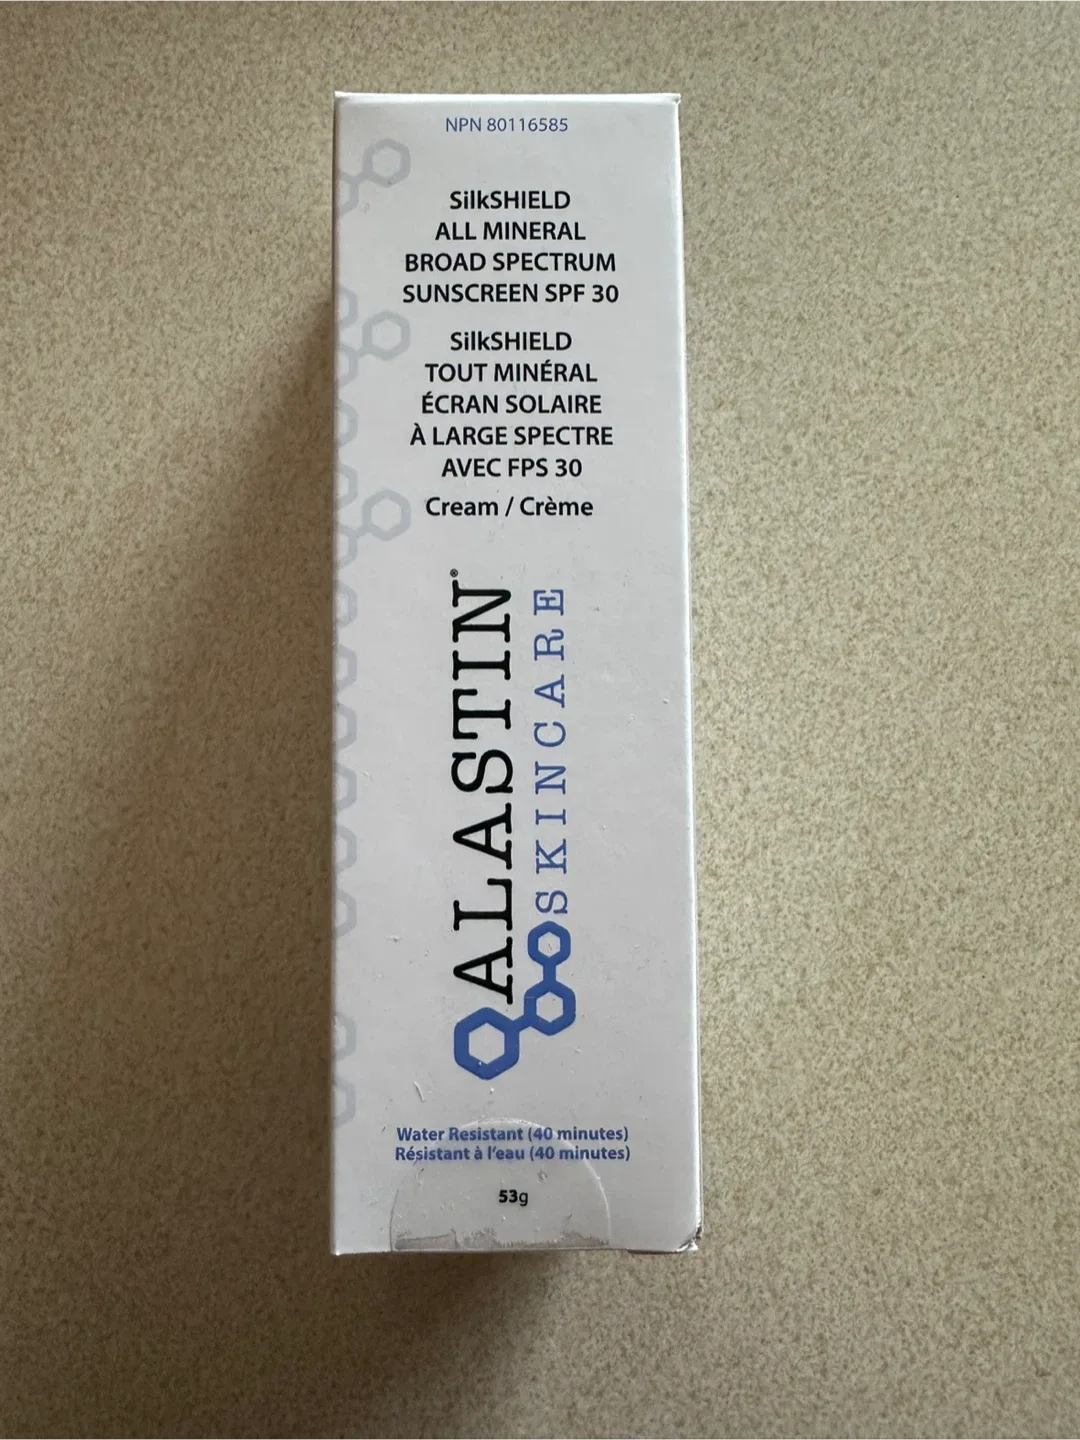 NPN 80116585
SilkSHIELD
ALL MINERAL
BROAD SPECTRUM
SUNSCREEN SPF 30
SilkSHIELD
TOUT MINÉRAL
ÉCRAN SOLAIRE
À LARGE SPECTRE
AVEC FPS 30
Cream / Crème
ALASTIN®
SKINCARE
Water Resistant (40 minutes)
Résistant à l'eau (40 minutes)
53g